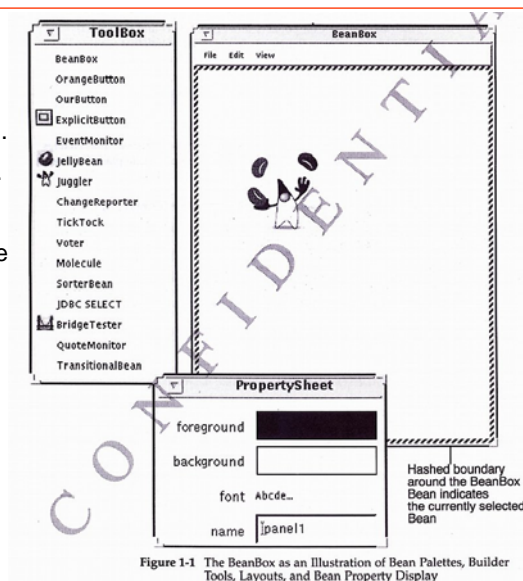 ToolBox
BeanBox
OrangeButton
OurButton
ExplicitButton
EventMonitor
JellyBean
Juggler
ChangeReporter
TickTock
Voter
Molecule
SorterBean
JDBC SELECT
BridgeTester
QuoteMonitor
TransitionalBean
BeanBox
File Edit View
PropertySheet
foreground
background
font Abcde...
name panel1
Hashed boundary
around the BeanBox
Bean indicates
the currently selected
Bean
CONFIDENTIA
Figure 1-1 The BeanBox as an Illustration of Bean Palettes, Builder
Tools, Layouts, and Bean Property Display